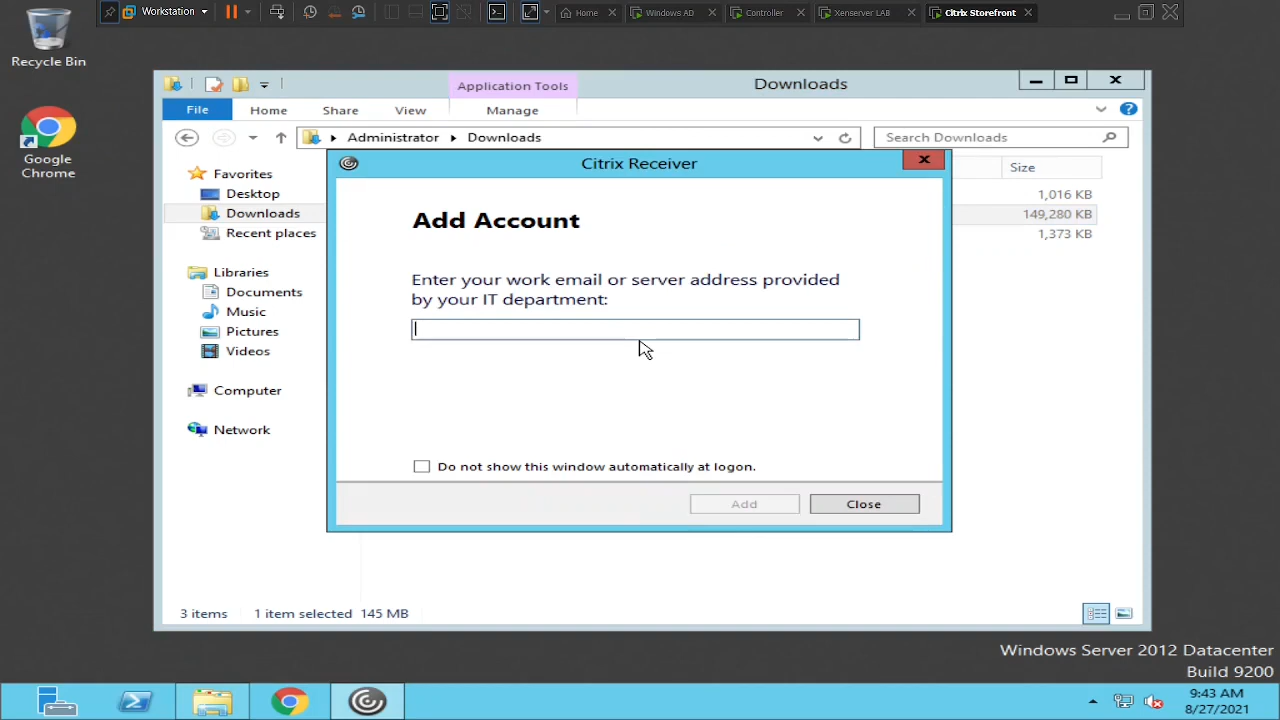 Workstation
Home
Windows AD
Controller
Xenserver LAB
Citrix Storefront
Recycle Bin
Google
Chrome
Application Tools
Downloads
File
Home
Share
View
Manage
Administrator
Downloads
Search Downloads
Favorites
Desktop
Downloads
Recent places
Libraries
Documents
Music
Pictures
Videos
Computer
Network
Size
1,016 KB
149,280 KB
1,373 KB
Citrix Receiver
Add Account
Enter your work email or server address provided
by your IT department:
Do not show this window automatically at logon.
Add
Close
3 items
1 item selected 145 MB
Windows Server 2012 Datacenter
Build 9200
9:43 AM
8/27/2021